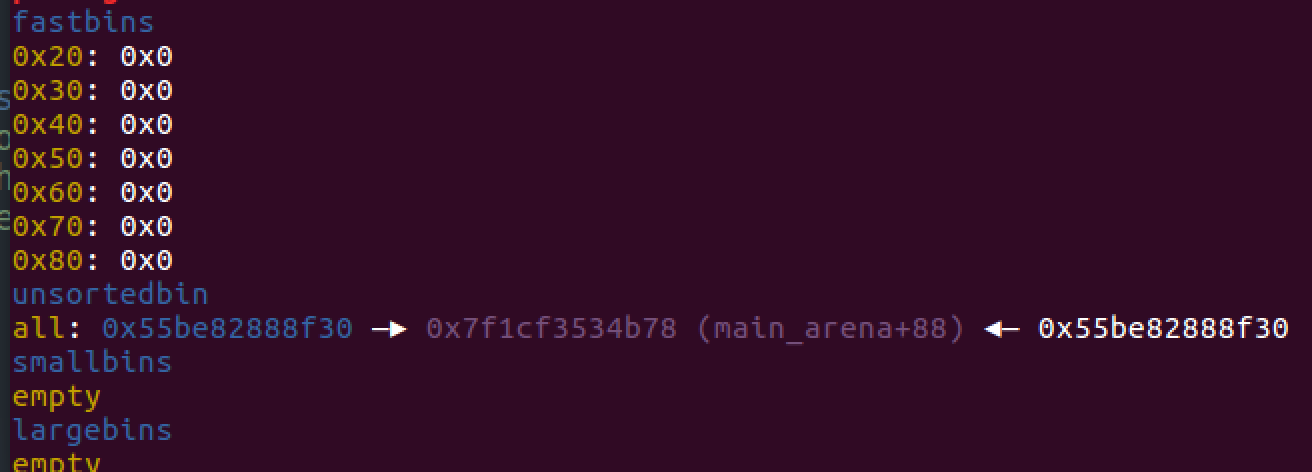 fastbins
0x20: 0x0
0x30: 0x0
0x40: 0x0
0x50: 0x0
0x60: 0x0
0x70: 0x0
0x80: 0x0
unsortedbin
all: 0x55be82888f30 —▸ 0x7f1cf3534b78 (main_arena+88) ◂— 0x55be82888f30
smallbins
empty
largebins
empty